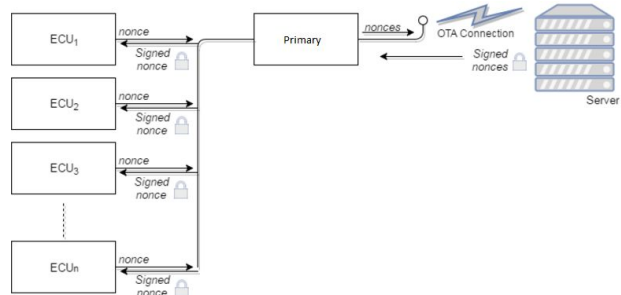 nonces
OTA Connection
Primary
ECU1
nonce
Signed
nonce
Signed
nonces
Server
ECU2
nonce
Signed
nonce
ECU3
nonce
Signed
nonce
ECUn
nonce
Signed
nonce